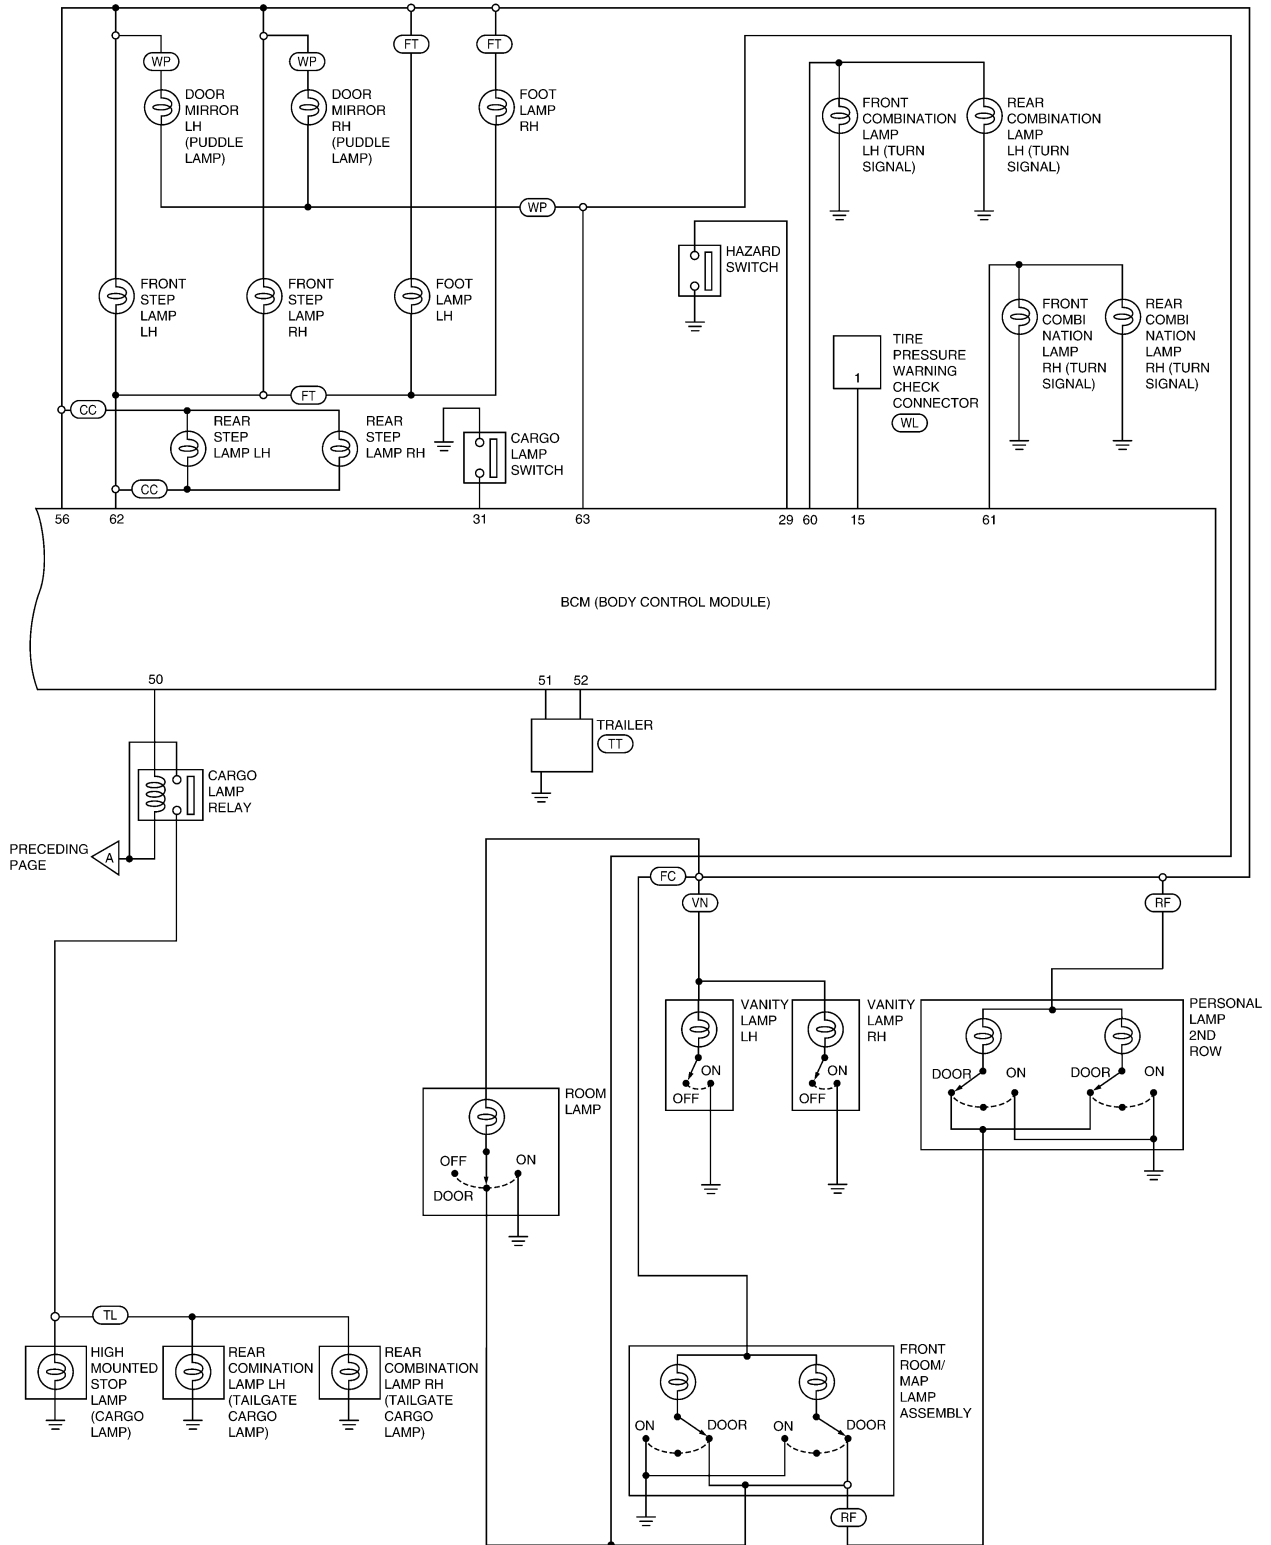 FT
FT
WP
WP
DOOR
MIRROR
LH
(PUDDLE
LAMP)
DOOR
MIRROR
RH
(PUDDLE
LAMP)
FOOT
LAMP
RH
FRONT
COMBINATION
LAMP
LH (TURN
SIGNAL)
REAR
COMBINATION
LAMP
LH (TURN
SIGNAL)
WP
HAZARD
SWITCH
FRONT
STEP
LAMP
LH
FRONT
STEP
LAMP
RH
FOOT
LAMP
LH
FRONT
COMBI
NATION
LAMP
RH (TURN
SIGNAL)
REAR
COMBI
NATION
LAMP
RH (TURN
SIGNAL)
TIRE
PRESSURE
WARNING
CHECK
CONNECTOR
WL
1
FT
CC
REAR
STEP
LAMP LH
REAR
STEP
LAMP RH
CARGO
LAMP
SWITCH
CC
56 62 31 63 29 60 15 61
BCM (BODY CONTROL MODULE)
50 51 52
TRAILER
TT
CARGO
LAMP
RELAY
PRECEDING
PAGE
A
FC
VN
RF
VANITY
LAMP
LH
ON
OFF
VANITY
LAMP
RH
ON
OFF
PERSONAL
LAMP
2ND
ROW
DOOR ON DOOR ON
ROOM
LAMP
OFF ON
DOOR
TL
HIGH
MOUNTED
STOP
LAMP
(CARGO
LAMP)
REAR
COMINATION
LAMP LH
(TAILGATE
CARGO
LAMP)
REAR
COMBINATION
LAMP RH
(TAILGATE
CARGO
LAMP)
FRONT
ROOM/
MAP
LAMP
ASSEMBLY
ON DOOR ON DOOR
RF